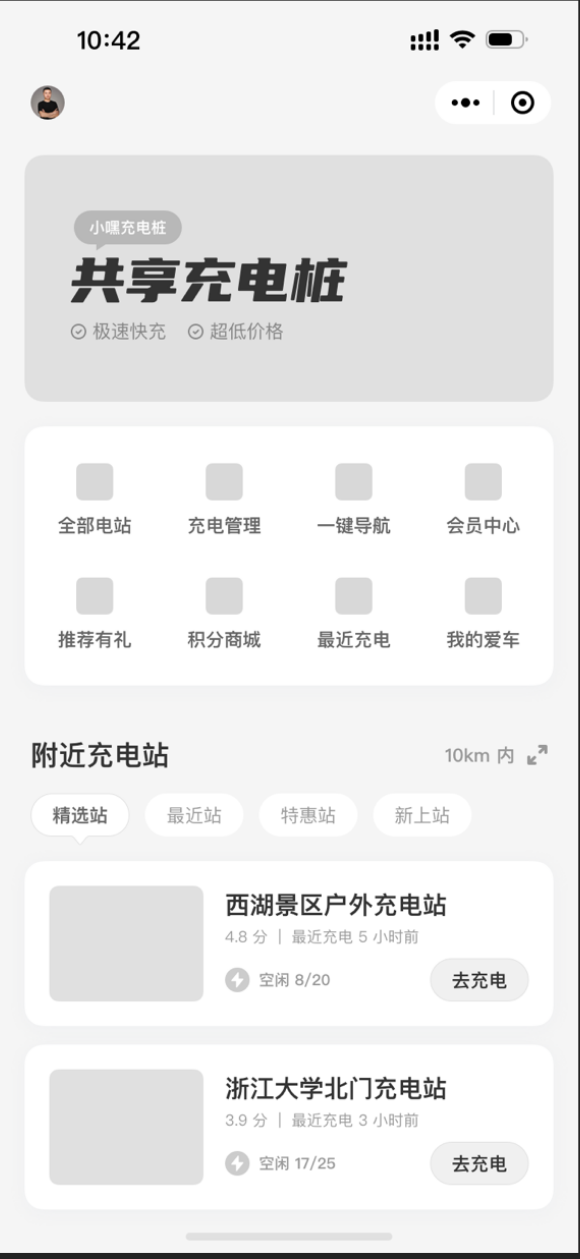 10:42
小嘿充电桩
共享充电桩
极速快充 超低价格
全部电站 充电管理 一键导航 会员中心
推荐有礼 积分商城 最近充电 我的爱车
附近充电站 10km 内
精选站 最近站 特惠站 新上站
西湖景区户外充电站
4.8 分 | 最近充电 5 小时前
空闲 8/20 去充电
浙江大学北门充电站
3.9 分 | 最近充电 3 小时前
空闲 17/25 去充电